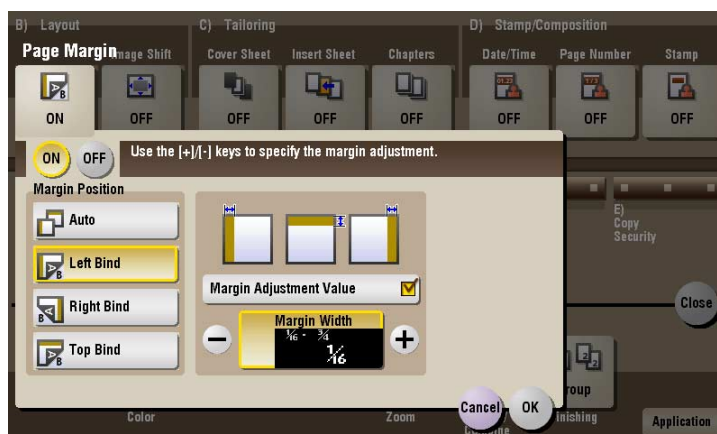 B) Layout
C) Tailoring
D) Stamp/Composition
Page Margin
Image Shift
Cover Sheet
Insert Sheet
Chapters
Date/Time
Page Number
Stamp
ON
OFF
OFF
OFF
OFF
OFF
OFF
OFF
ON
OFF
Use the [+]/[-] keys to specify the margin adjustment.
Margin Position
Auto
Left Bind
Right Bind
Top Bind
Margin Adjustment Value
Margin Width
1/16 - 3/4
1/16
E)
Copy
Security
Close
Cancel
OK
Color
Zoom
Application